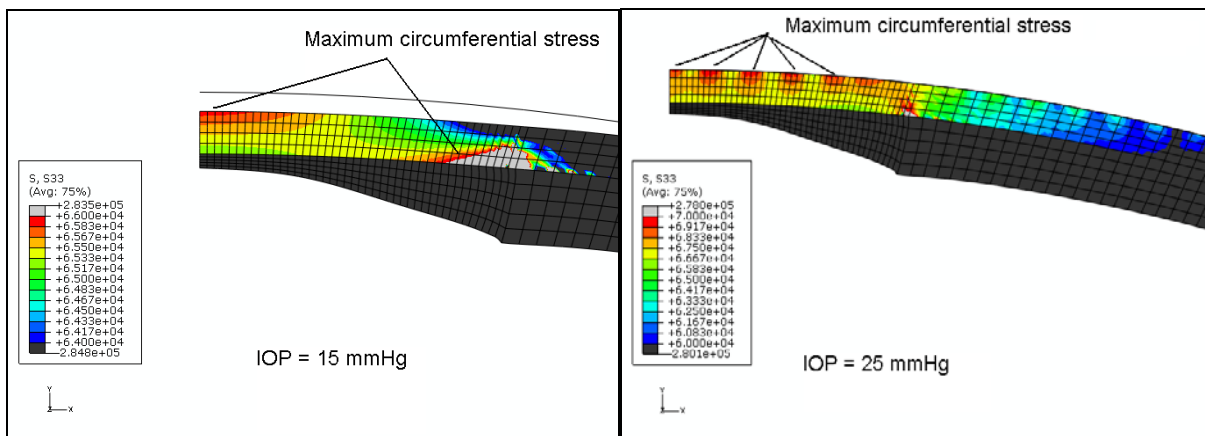 Maximum circumferential stress
S, S33
(Avg: 75%)
+2.835e+05
+6.600e+04
+6.583e+04
+6.567e+04
+6.550e+04
+6.533e+04
+6.517e+04
+6.500e+04
+6.483e+04
+6.467e+04
+6.450e+04
+6.433e+04
+6.417e+04
+6.400e+04
-2.848e+05
IOP = 15 mmHg
Y
Z
X
Maximum circumferential stress
S, S33
(Avg: 75%)
+2.780e+05
+7.000e+04
+6.917e+04
+6.833e+04
+6.750e+04
+6.667e+04
+6.583e+04
+6.500e+04
+6.417e+04
+6.333e+04
+6.250e+04
+6.167e+04
+6.083e+04
+6.000e+04
-2.801e+05
IOP = 25 mmHg
Y
Z
X